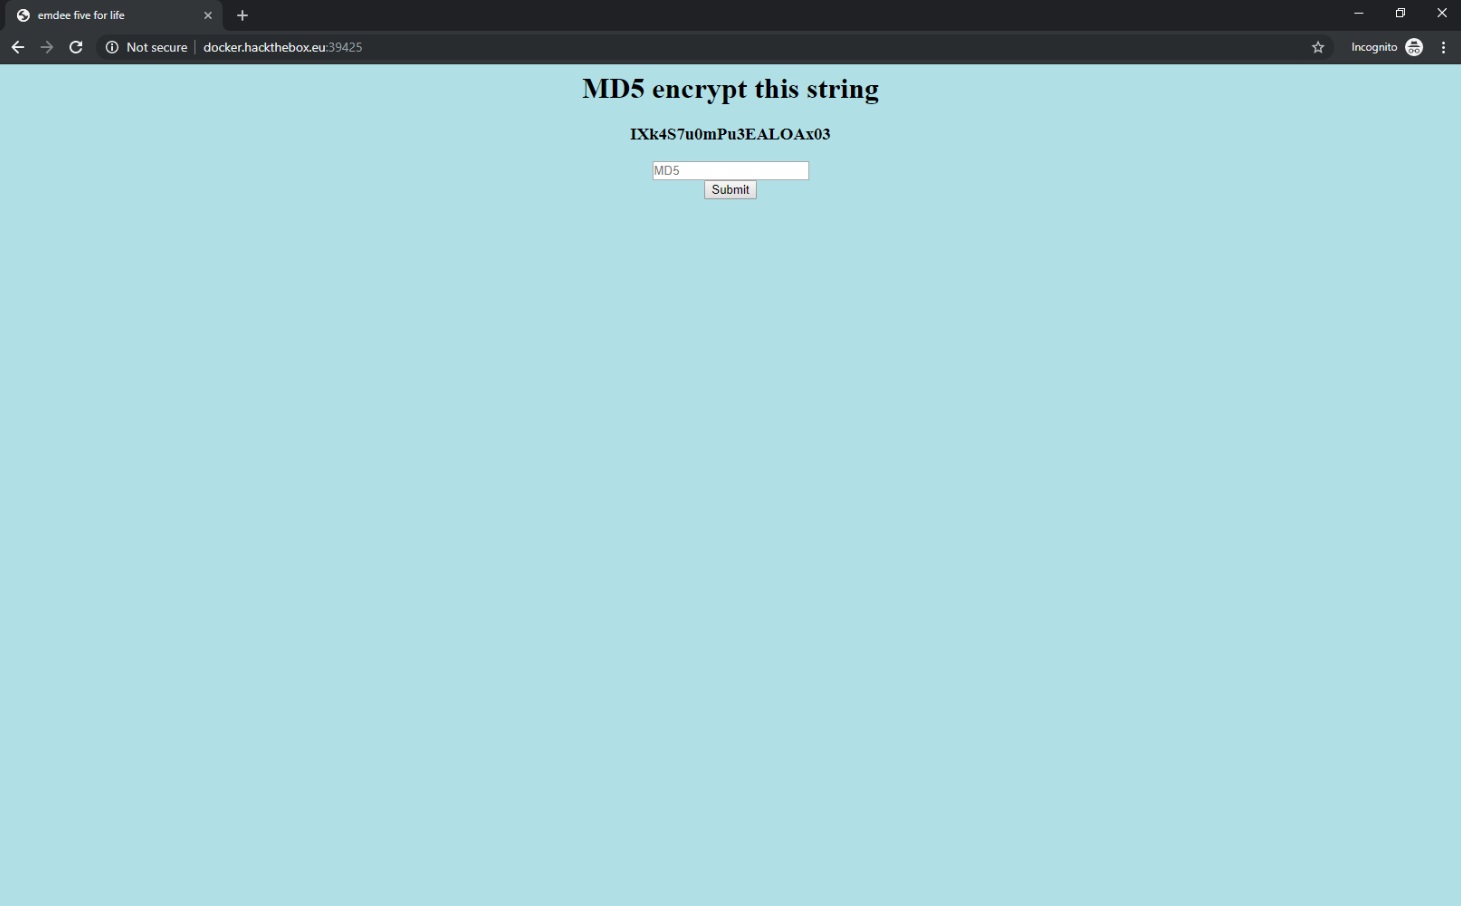 emdee five for life
Not secure | docker.hackthebox.eu:39425
Incognito
MD5 encrypt this string
IXk4S7u0mPu3EALOAx03
MD5
Submit